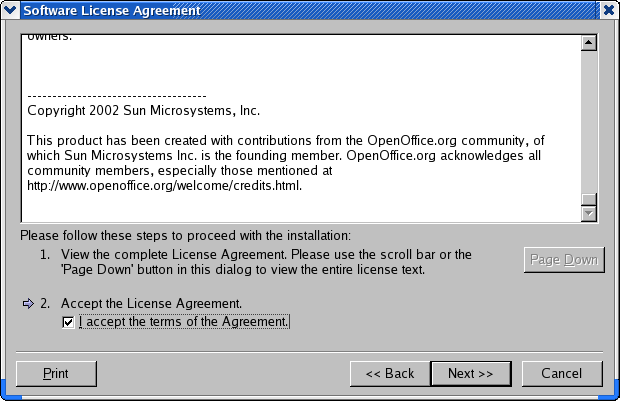 Software License Agreement
owners.
-----------------------------------
Copyright 2002 Sun Microsystems, Inc.
This product has been created with contributions from the OpenOffice.org community, of
which Sun Microsystems Inc. is the founding member. OpenOffice.org acknowledges all
community members, especially those mentioned at
http://www.openoffice.org/welcome/credits.html.
Please follow these steps to proceed with the installation:
1. View the complete License Agreement. Please use the scroll bar or the
'Page Down' button in this dialog to view the entire license text.
Page Down
2. Accept the License Agreement.
I accept the terms of the Agreement.
Print
<< Back
Next >>
Cancel